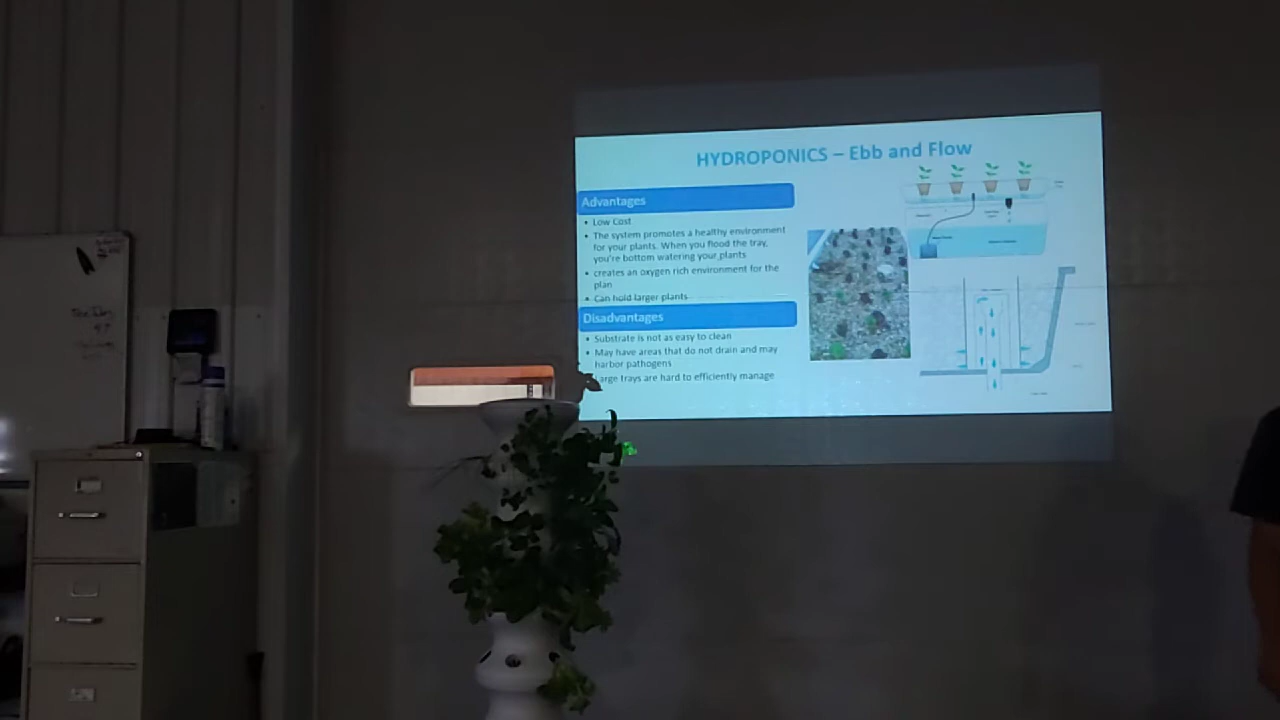 HYDROPONICS – Ebb and Flow
Advantages
• Low Cost
• The system promotes a healthy environment
for your plants. When you flood the tray,
you're bottom watering your plants
• creates an oxygen rich environment for the
plan
• Can hold larger plants
Disadvantages
• Substrate is not as easy to clean
• May have areas that do not drain and may
harbor pathogens
arge trays are hard to efficiently manage